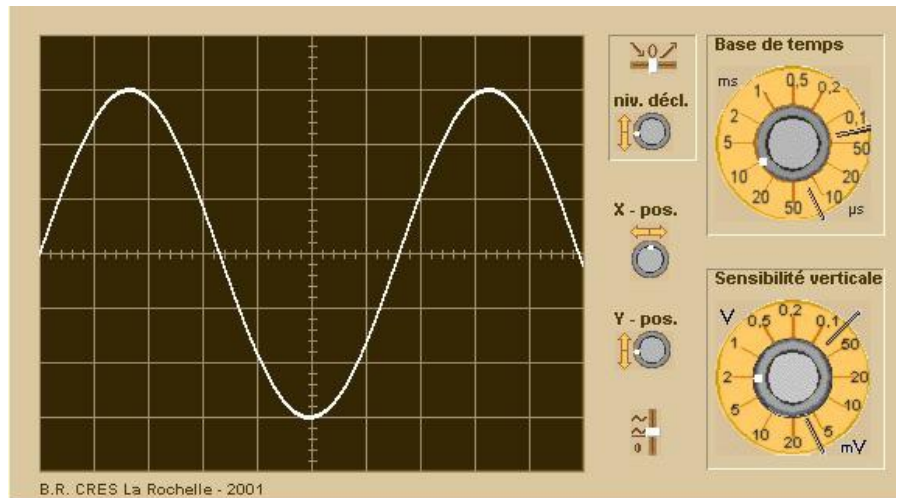 Base de temps
ms
0,5
0,2
0,1
50
20
10
µs
50
20
10
5
2
1
niv. décl.
0
X - pos.
Y - pos.
0
Sensibilité verticale
V
0,5
0,2
0,1
50
20
10
5
mV
20
10
5
2
1
B.R. CRES La Rochelle - 2001